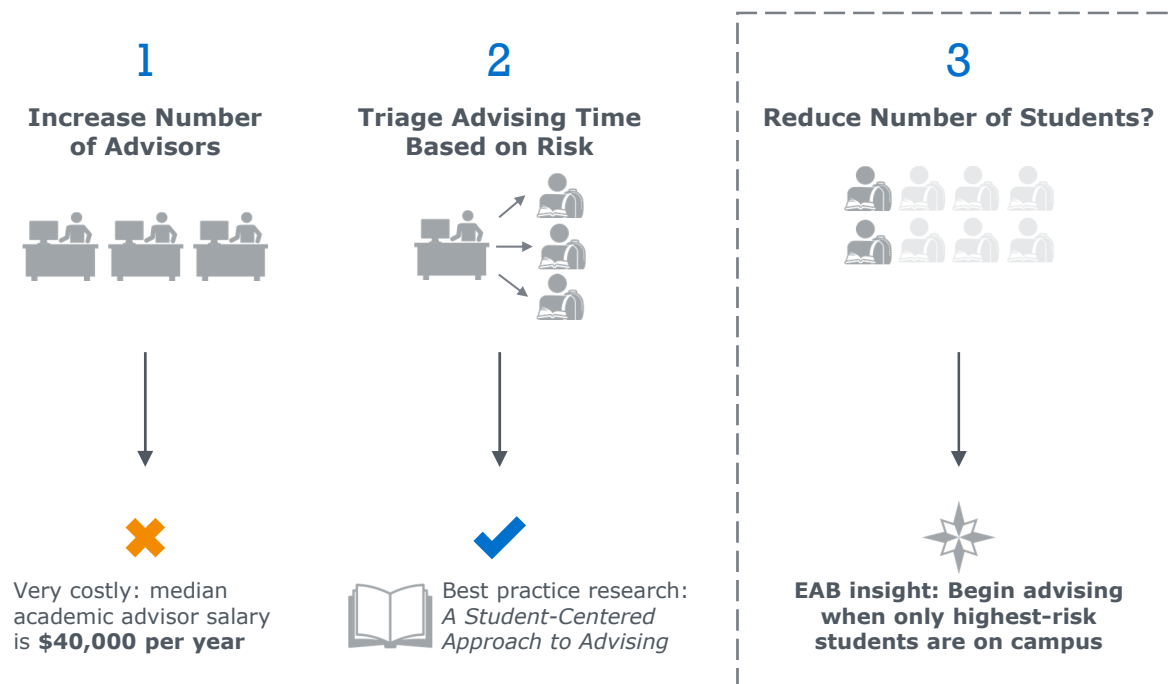 1
Increase Number
of Advisors
Very costly: median
academic advisor salary
is $40,000 per year
2
Triage Advising Time
Based on Risk
Best practice research:
A Student-Centered
Approach to Advising
3
Reduce Number of Students?
EAB insight: Begin advising
when only highest-risk
students are on campus